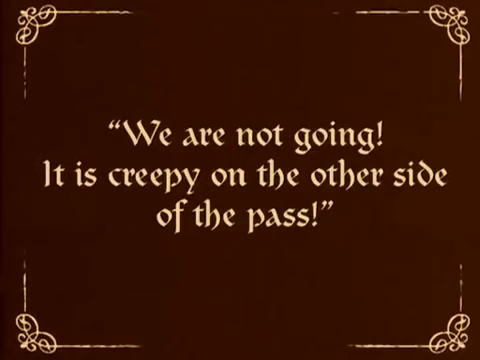 “We are not going!
It is creepy on the other side
of the pass!”